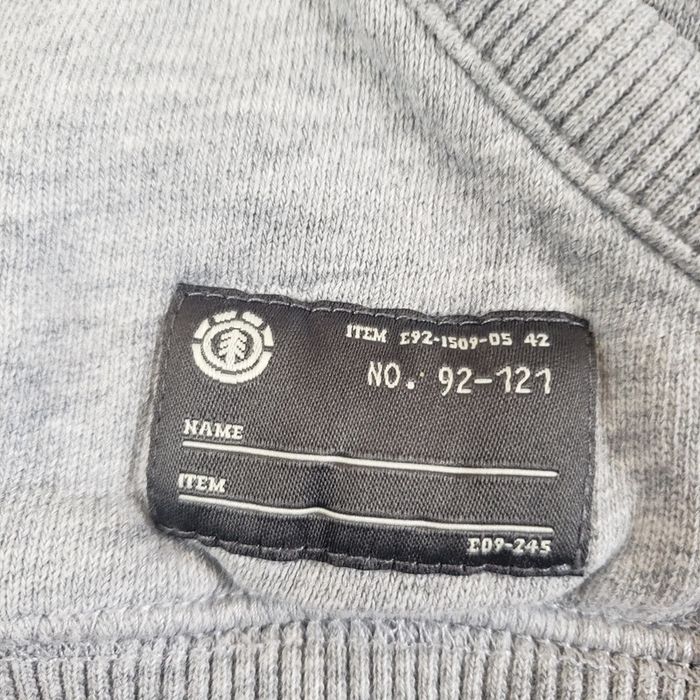 ITEM E92-1509-05 42
NO. 92-121
NAME
ITEM
E09-245